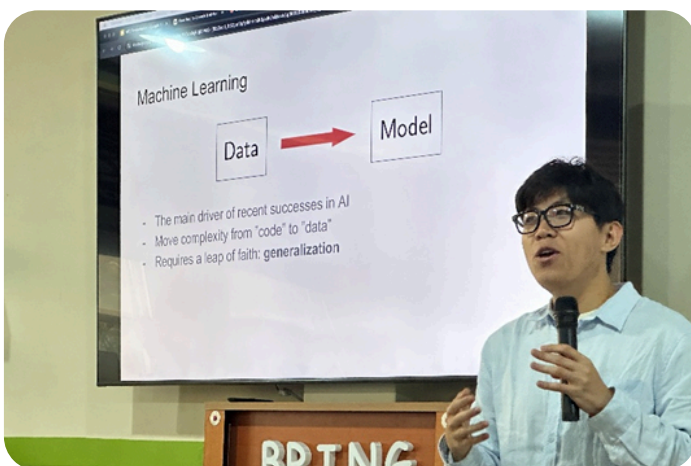 Machine Learning
Data
Model
- The main driver of recent successes in AI
- Move complexity from "code" to "data"
- Requires a leap of faith: generalization
BRING